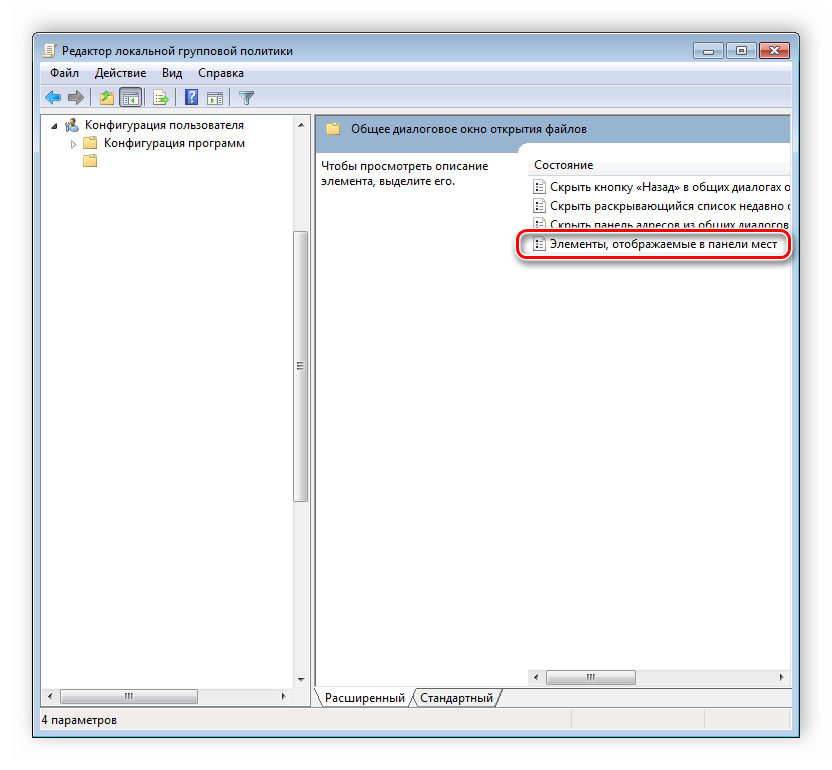 Редактор локальной групповой политики
Файл Действие Вид Справка
Конфигурация пользователя
Конфигурация программ
Общее диалоговое окно открытия файлов
Чтобы просмотреть описание
элемента, выделите его.
Состояние
Скрыть кнопку «Назад» в общих диалогах о
Скрыть раскрывающийся список недавно о
Скрыть панель адресов из общих диалогов
Элементы, отображаемые в панели мест
Расширенный Стандартный
4 параметров